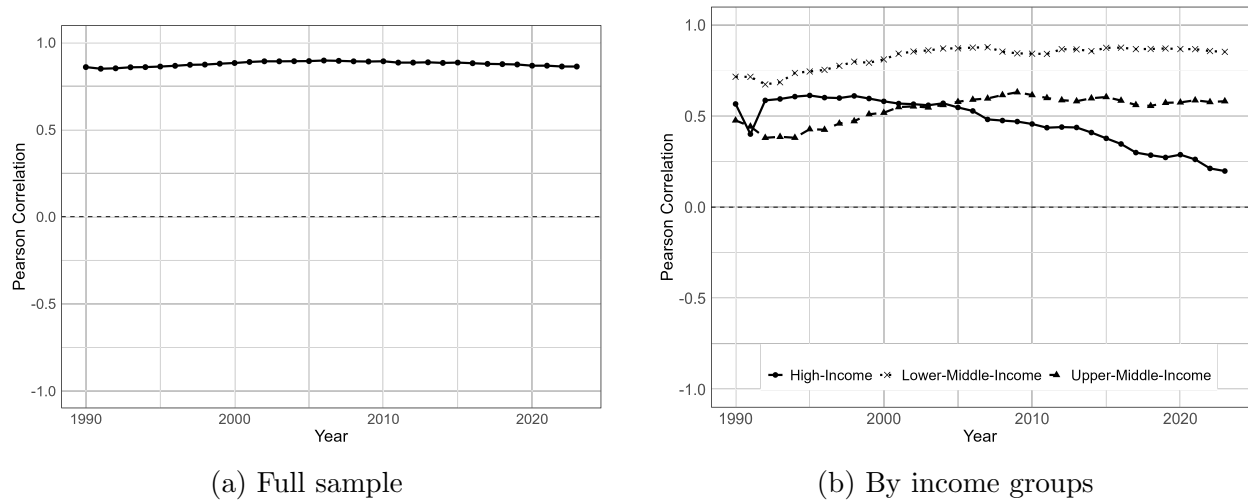 1.0
0.5
0.0
-0.5
-1.0
Pearson Correlation
1990
2000
2010
2020
Year
(a) Full sample
1.0
0.5
0.0
-0.5
-1.0
Pearson Correlation
High-Income
Lower-Middle-Income
Upper-Middle-Income
1990
2000
2010
2020
Year
(b) By income groups